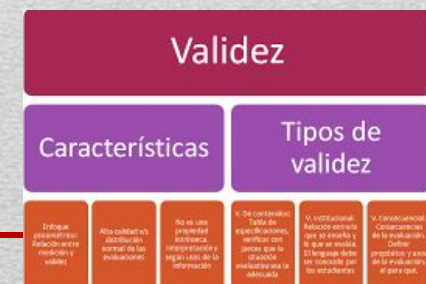 Validez
Características
Tipos de
validez
Enfoque
psicométrico:
Relación entre
medición y
validez
Alta calidad v/s
distribución
normal de las
evaluaciones
No es una
propiedad
intrínseca.
Interpretación y
según usos de la
información
V. De contenidos:
Tabla de
especificaciones,
verificar con
jueces que la
situación
evaluativa sea la
adecuada
V. Institucional:
Relación entre lo
que se enseña y
lo que se evalúa.
El lenguaje debe
ser conocido por
los estudiantes
V. Consecuencial:
Consecuencias
de la evaluación.
Definir
propósitos y usos
de la evaluación,
el para qué.